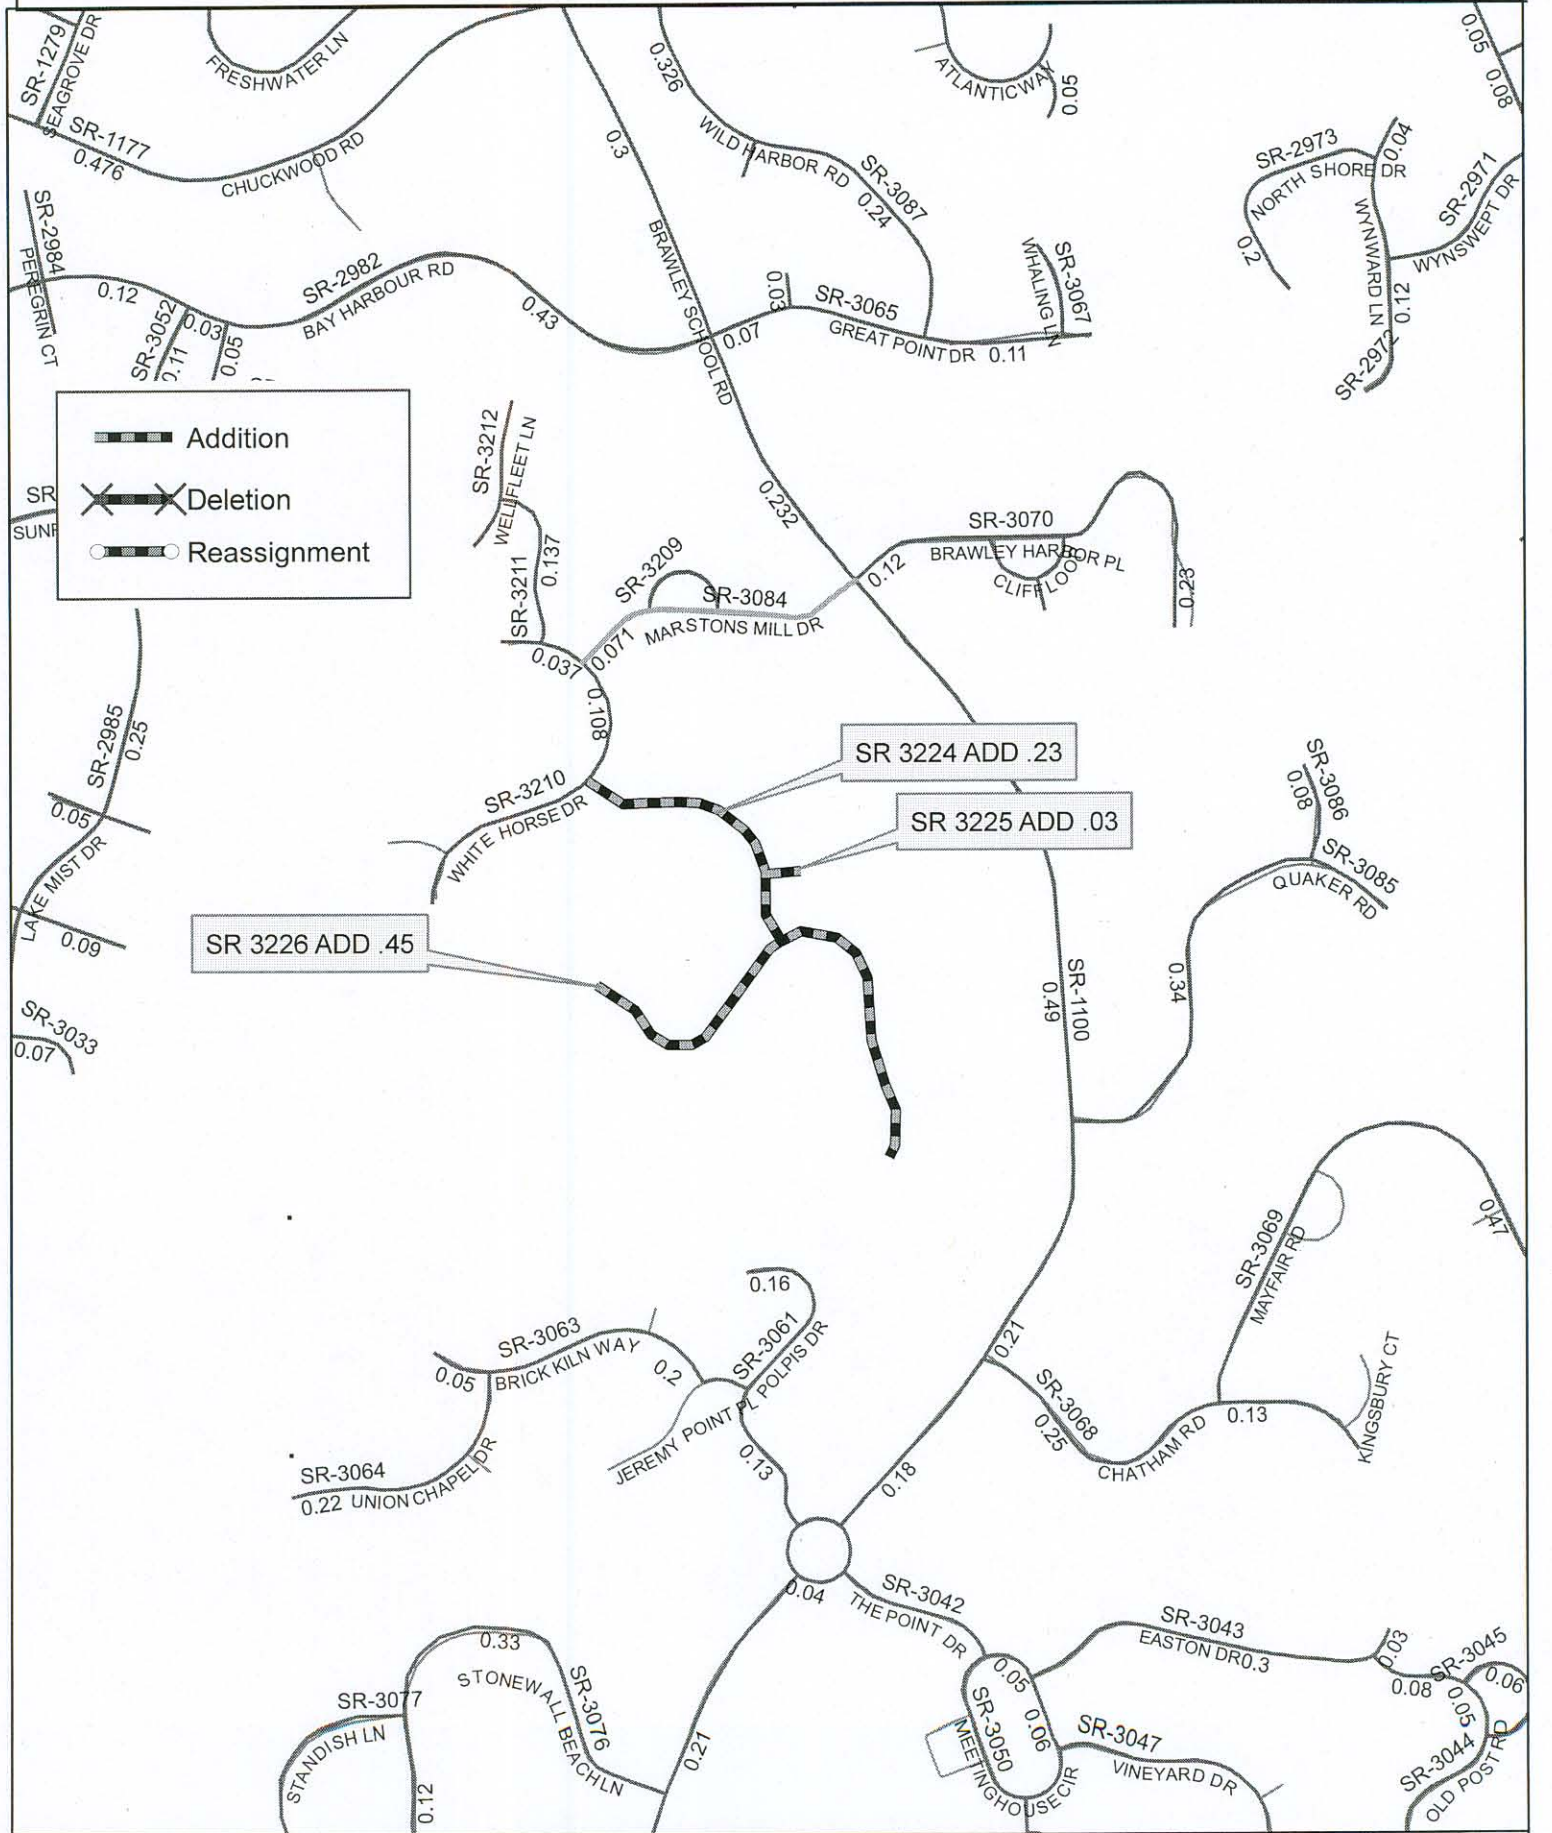 SR-1279
SEAGROVE DR
FRESHWATER LN
0.326
ATLANTIC WAY
0.05
0.05
0.08
SR-1177
0.476
CHUCKWOOD RD
0.3
WILD HARBOR RD
SR-3087
0.24
SR-2973
NORTH SHORE DR
0.04
SR-2971
WYNSWEPT DR
0.2
WYNWARD LN
0.12
SR-2972
SR-2984
PEREGRIN CT
0.12
SR-2982
BAY HARBOUR RD
0.43
SR-3052
0.11
0.03
0.05
BRAWLEY SCHOOL RD
0.07
0.03
SR-3065
GREAT POINT DR
0.11
WHALING LN
SR-3067
Addition
Deletion
Reassignment
SR
SUNF
SR-3212
WELLFLEET LN
SR-3211
0.137
0.037
0.071
SR-3209
SR-3084
MARSTONS MILL DR
0.232
0.12
SR-3070
BRAWLEY HARBOR PL
CLIFF LOOP
0.23
0.108
SR-2985
0.25
0.05
LAKE MIST DR
0.09
SR-3033
0.07
SR-3210
WHITE HORSE DR
SR 3224 ADD .23
SR 3225 ADD .03
SR 3226 ADD .45
SR-3086
0.08
SR-3085
QUAKER RD
0.34
SR-1100
0.49
SR-3069
MAYFAIR RD
0.47
0.16
SR-3061
POLPIS DR
SR-3063
BRICK KILN WAY
0.05
0.2
JEREMY POINT PL
0.13
SR-3064
0.22
UNION CHAPEL DR
0.21
SR-3068
0.25
CHATHAM RD
0.13
KINGSBURY CT
0.18
0.04
SR-3042
THE POINT DR
SR-3043
EASTON DR
0.3
0.03
0.08
SR-3045
0.06
0.05
SR-3044
OLD POST RD
0.05
SR-3050
0.06
MEETINGHOUSE CIR
SR-3047
VINEYARD DR
0.33
STONEWALL BEACH LN
SR-3076
SR-3077
STANDISH LN
0.12
0.21